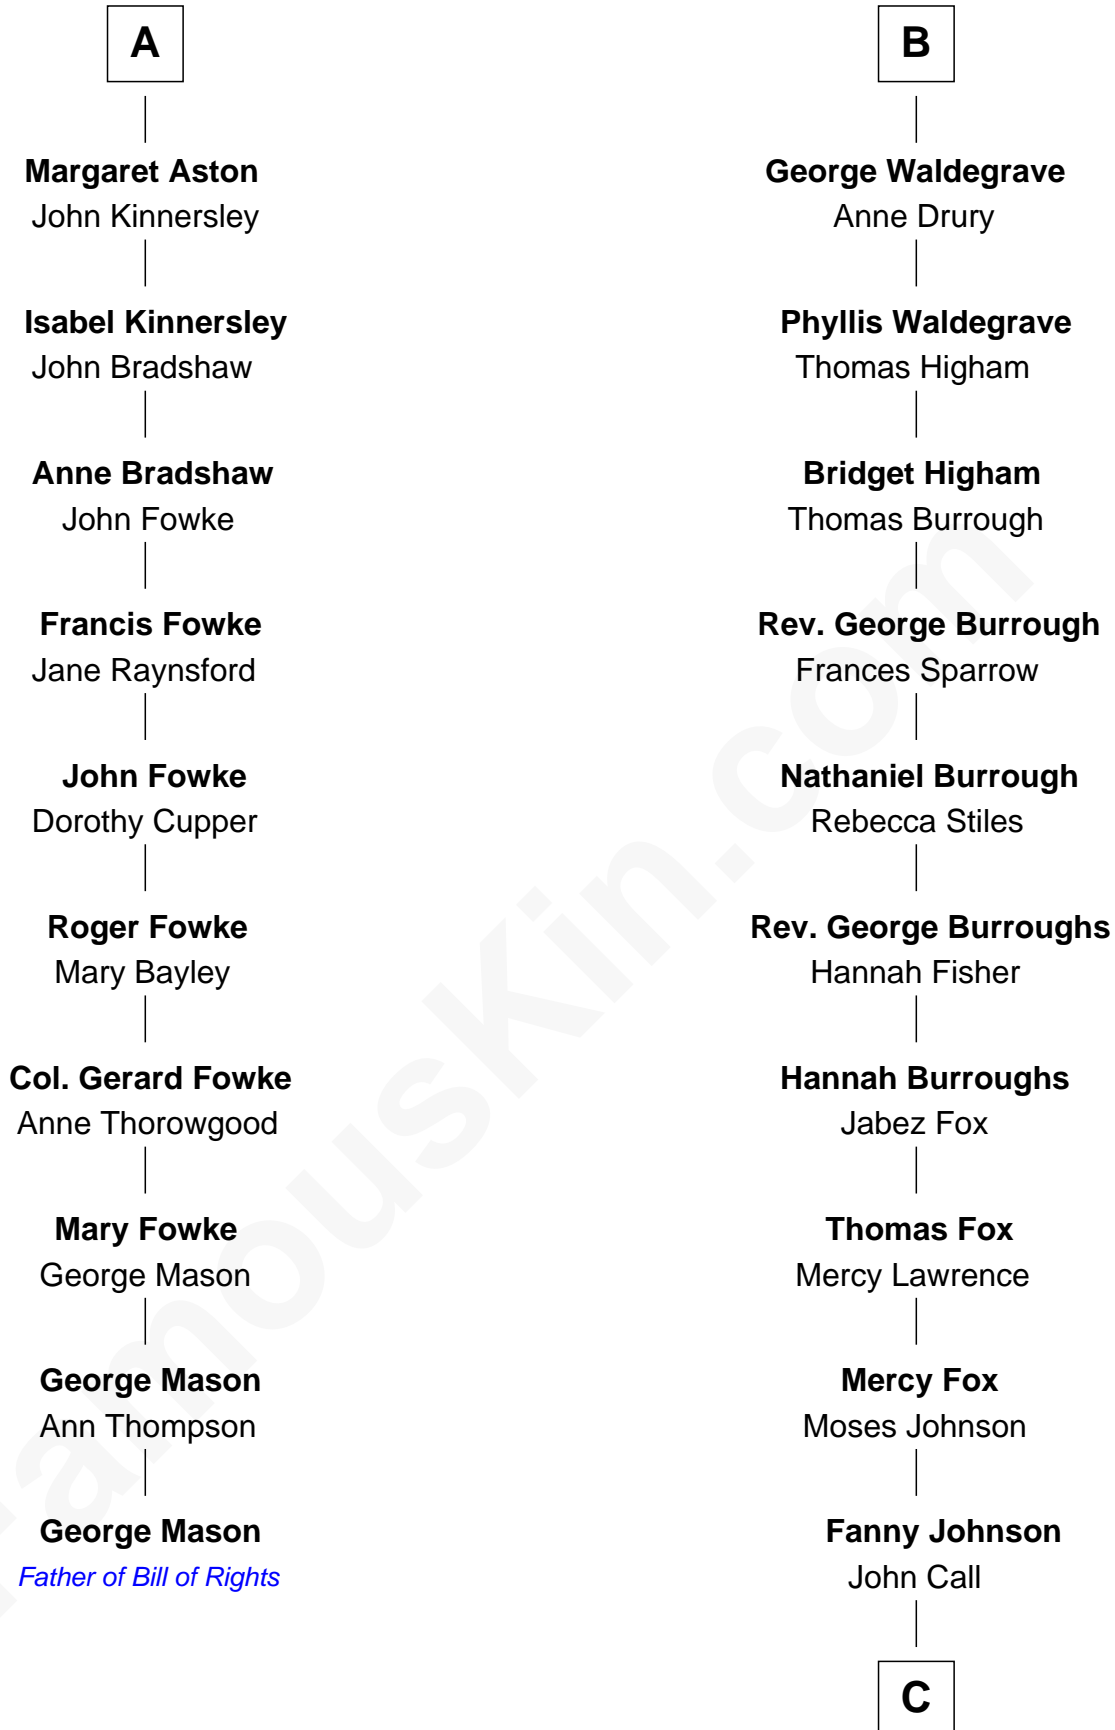 A
Margaret Aston
John Kinnersley
Isabel Kinnersley
John Bradshaw
Anne Bradshaw
John Fowke
Francis Fowke
Jane Raynsford
John Fowke
Dorothy Cupper
Roger Fowke
Mary Bayley
Col. Gerard Fowke
Anne Thorowgood
Mary Fowke
George Mason
George Mason
Ann Thompson
George Mason
Father of Bill of Rights
B
George Waldegrave
Anne Drury
Phyllis Waldegrave
Thomas Higham
Bridget Higham
Thomas Burrough
Rev. George Burrough
Frances Sparrow
Nathaniel Burrough
Rebecca Stiles
Rev. George Burroughs
Hannah Fisher
Hannah Burroughs
Jabez Fox
Thomas Fox
Mercy Lawrence
Mercy Fox
Moses Johnson
Fanny Johnson
John Call
C
FamousKin.com